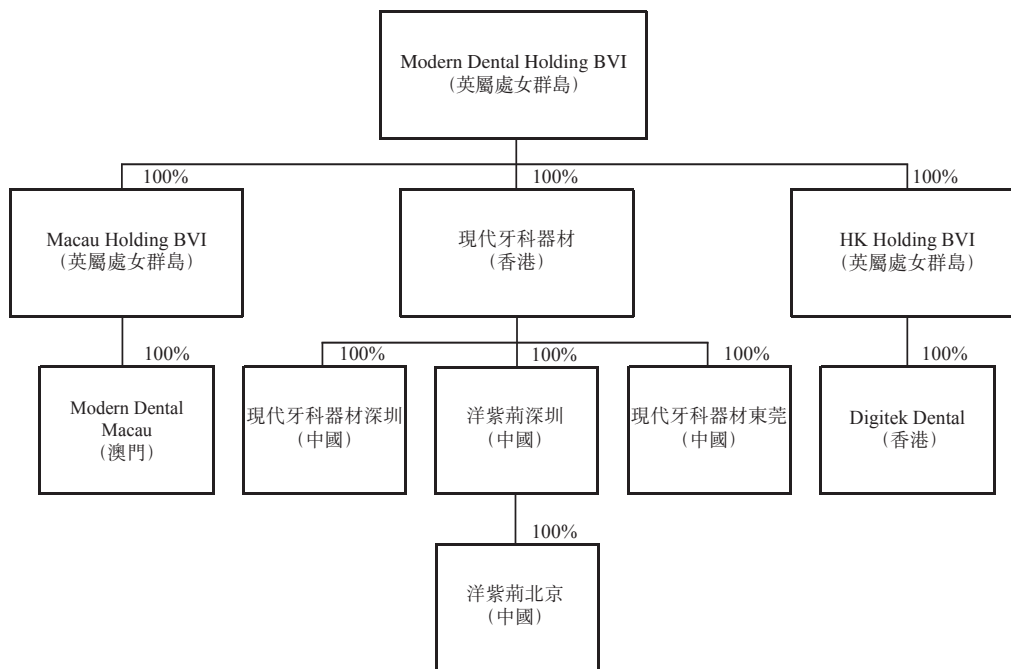 Modern Dental Holding BVI
(英屬處女群島)
100%
100%
100%
Macau Holding BVI
(英屬處女群島)
現代牙科器材
(香港)
HK Holding BVI
(英屬處女群島)
100%
100%
100%
100%
100%
Modern Dental
Macau
(澳門)
現代牙科器材深圳
(中國)
洋紫荊深圳
(中國)
現代牙科器材東莞
(中國)
Digitek Dental
(香港)
100%
洋紫荊北京
(中國)